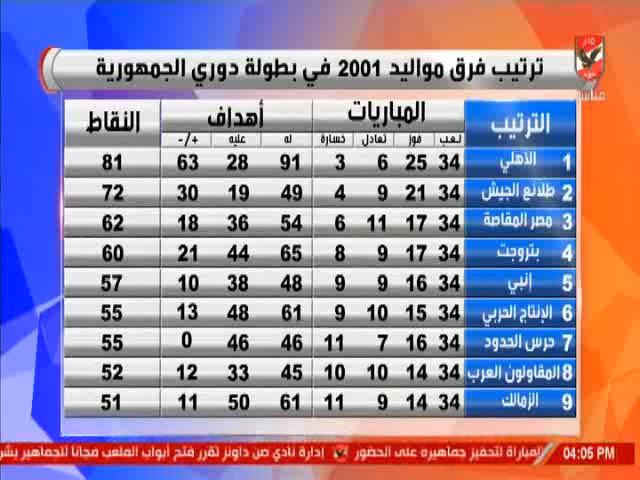 ترتيب فرق مواليد 2001 في بطولة دوري الجمهورية
مباشر
الترتيب المباريات أهداف النقاط
لعب فوز تعادل خسارة له عليه +/-
1 الأهلي 34 25 6 3 91 28 63 81
2 طلائع الجيش 34 21 9 4 49 19 30 72
3 مصر المقاصة 34 17 11 6 54 36 18 62
4 بتروجت 34 17 9 8 65 44 21 60
5 إنبي 34 16 9 9 48 38 10 57
6 الإنتاج الحربي 34 15 10 9 61 48 13 55
7 حرس الحدود 34 16 7 11 46 46 0 55
8 المقاولون العرب 34 14 10 10 45 33 12 52
9 الزمالك 34 14 9 11 61 50 11 51
04:05 PM لمباراة لتحفيز جماهيره على الحضور إدارة نادي صن داونز تقرر فتح أبواب الملعب مجانا لتجماهير بشر